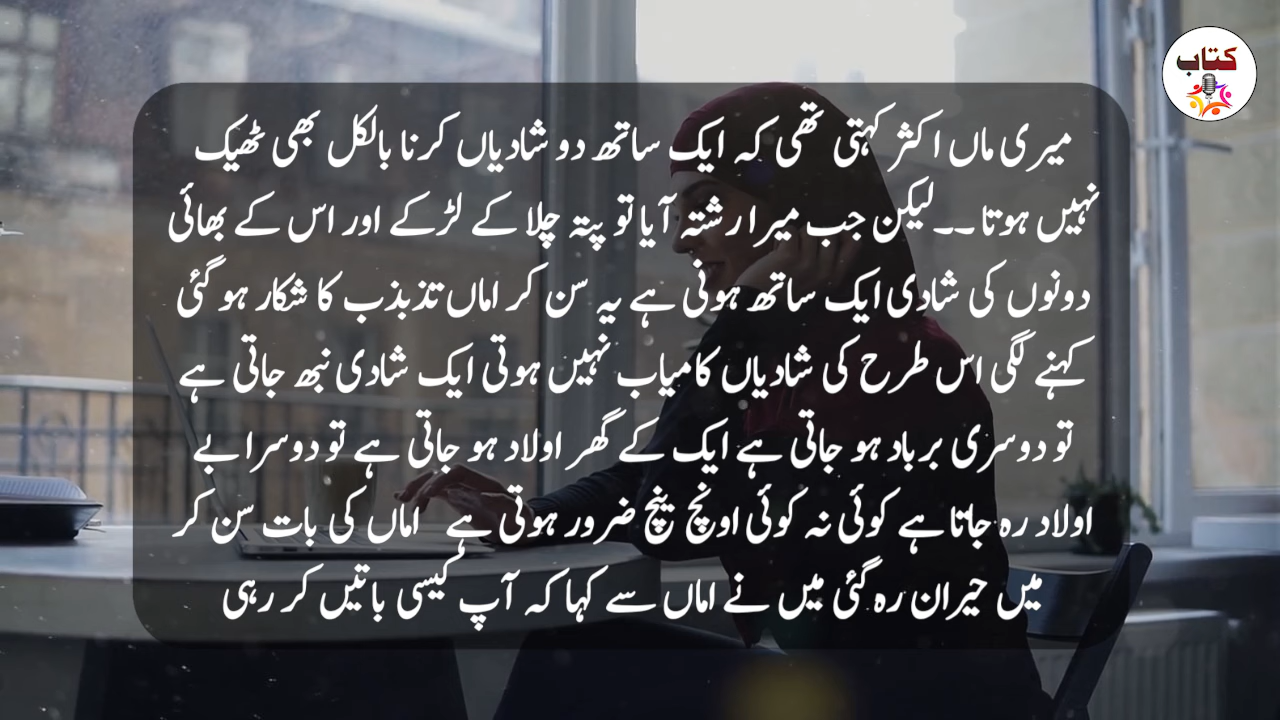 کتاب
میری ماں اکثر کہتی تھی کہ ایک ساتھ دو شادیاں کرنا بالکل بھی ٹھیک
نہیں ہوتا۔۔لیکن جب میرا رشتہ آیا تو پتہ چلا کے لڑکے اور اس کے بھائی
دونوں کی شادی ایک ساتھ ہونی ہے یہ سن کر اماں تذبذب کا شکار ہو گئی
کہنے لگی اس طرح کی شادیاں کامیاب نہیں ہوتی ایک شادی نبھ جاتی ہے
تو دوسری برباد ہو جاتی ہے ایک کے گھر اولاد ہو جاتی ہے تو دوسرا بے
اولاد رہ جاتا ہے کوئی نہ کوئی اونچ نیچ ضرور ہوتی ہے اماں کی بات سن کر
میں حیران رہ گئی میں نے اماں سے کہا کہ آپ کیسی باتیں کر رہی